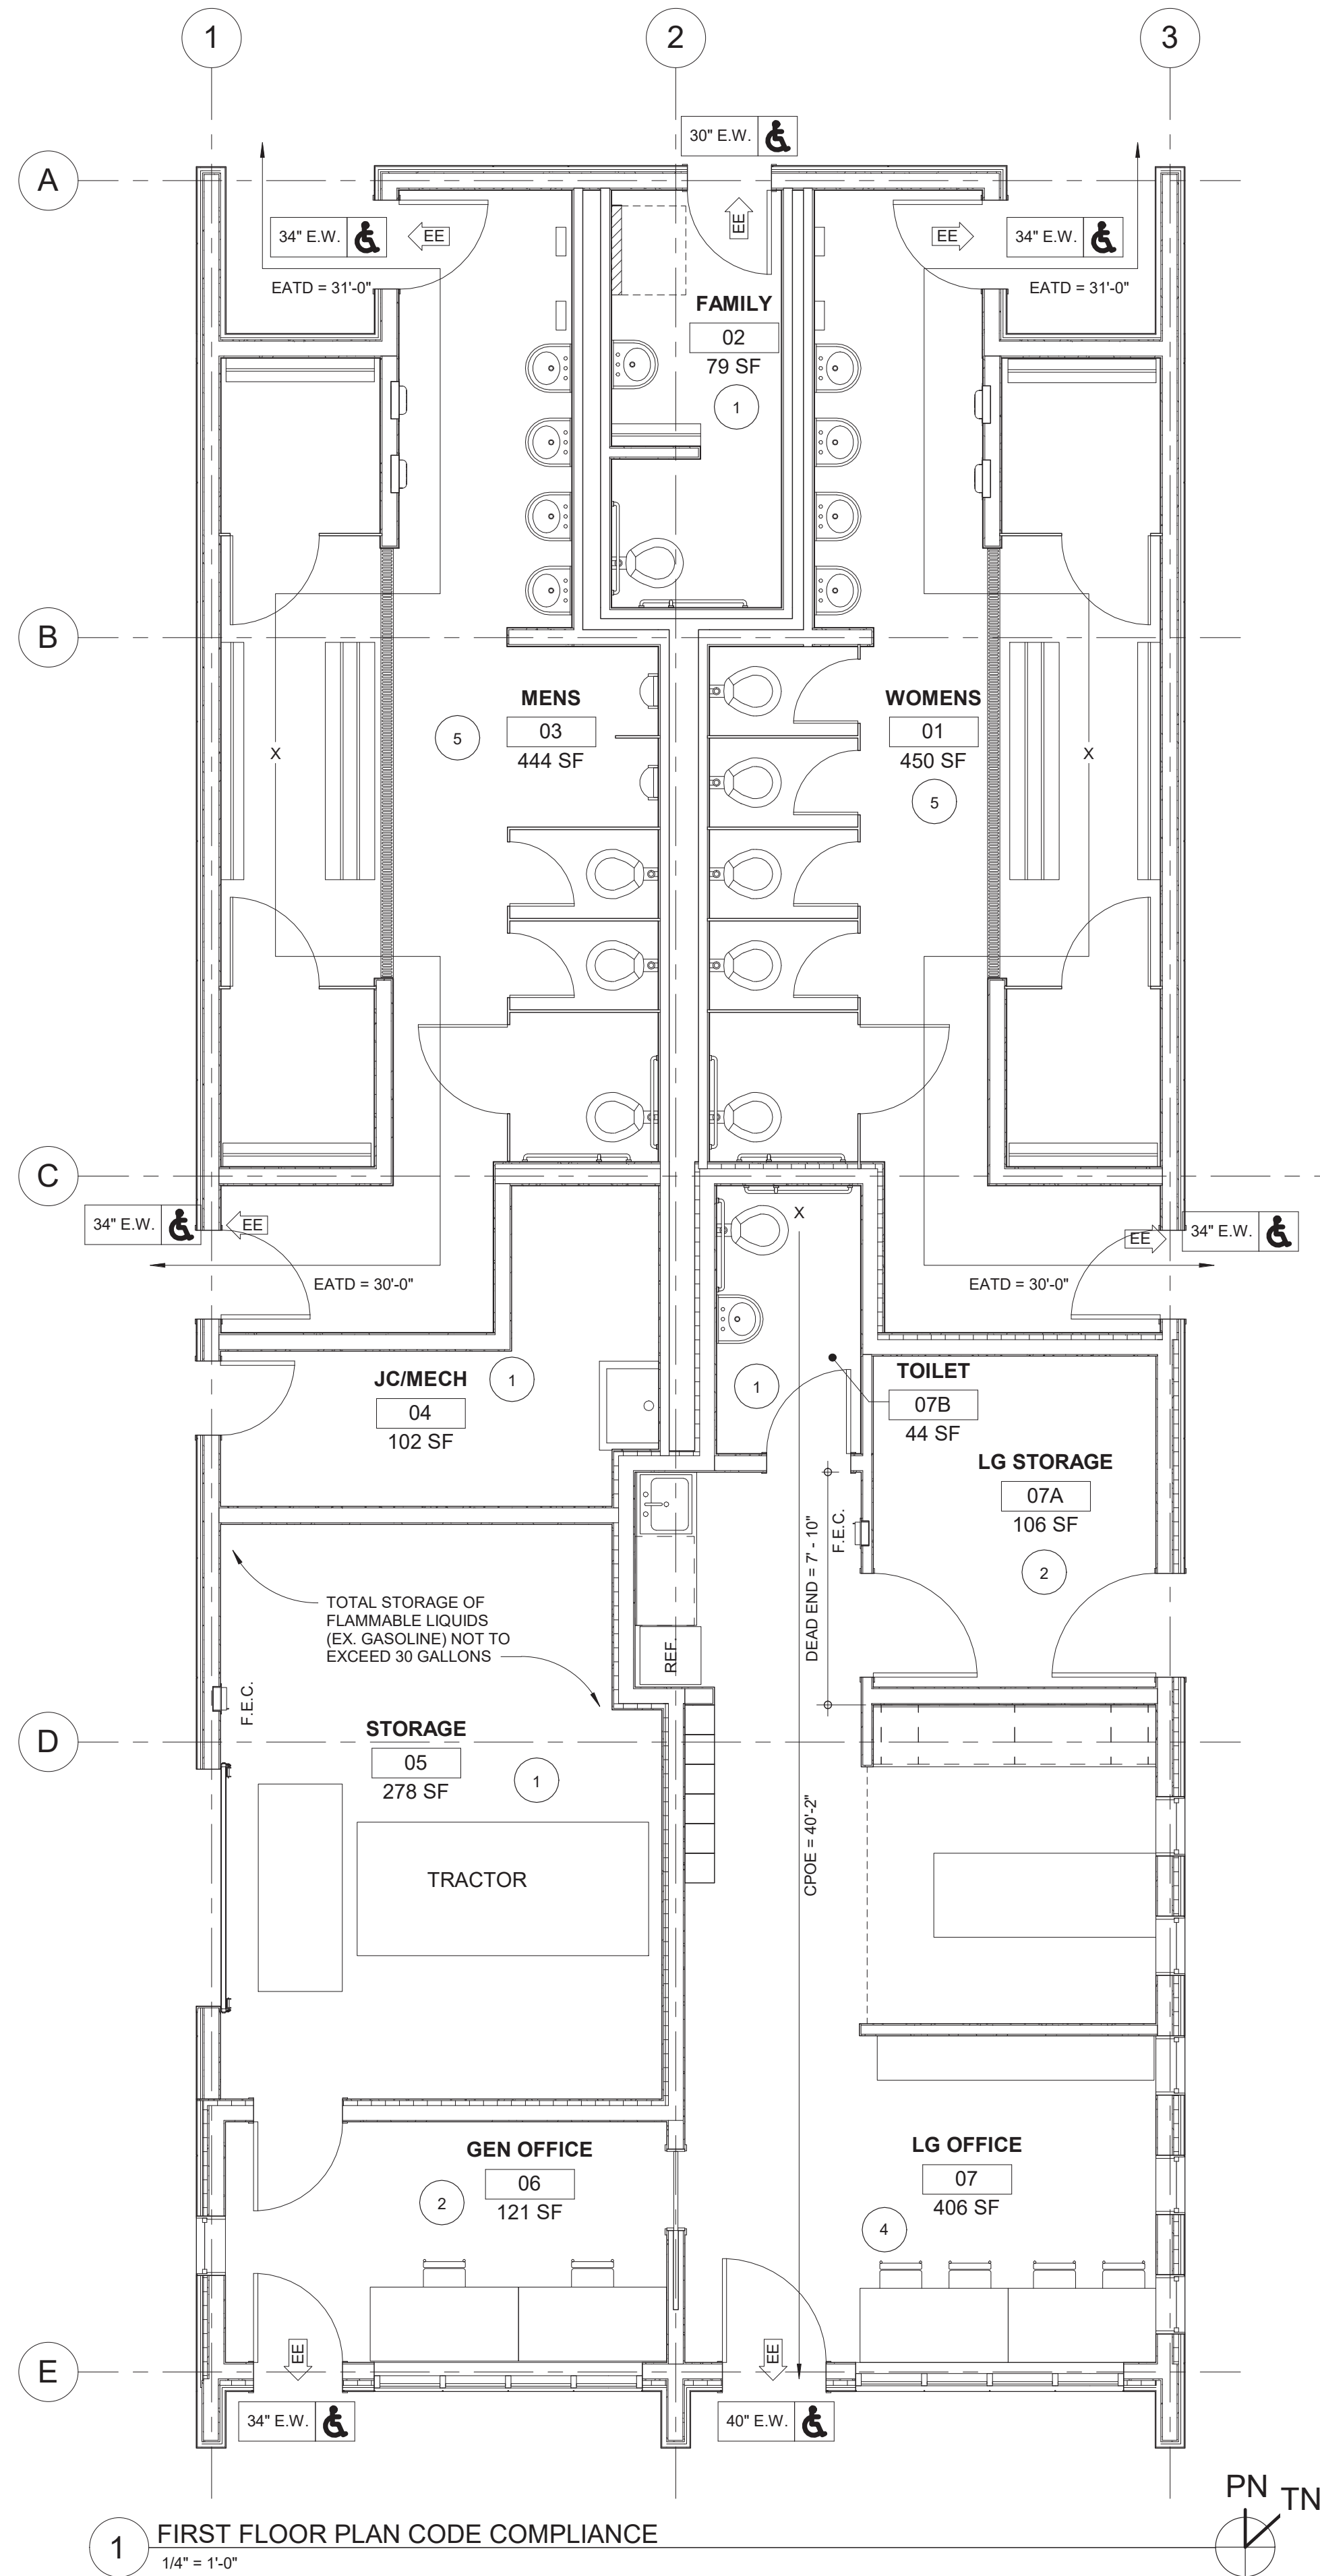 1
2
3
30" E.W.
A
34" E.W.
EE
EE
EE
34" E.W.
EATD = 31'-0"
EATD = 31'-0"
FAMILY
02
79 SF
1
B
MENS
03
444 SF
5
WOMENS
01
450 SF
5
X
X
C
34" E.W.
EE
X
EE
34" E.W.
EATD = 30'-0"
EATD = 30'-0"
JC/MECH
04
102 SF
1
1
TOILET
07B
44 SF
LG STORAGE
07A
106 SF
2
F.E.C.
DEAD END = 7' - 10"
TOTAL STORAGE OF
FLAMMABLE LIQUIDS
(EX. GASOLINE) NOT TO
EXCEED 30 GALLONS
REF.
F.E.C.
D
STORAGE
05
278 SF
1
TRACTOR
CPOE = 40'-2"
GEN OFFICE
06
121 SF
2
LG OFFICE
07
406 SF
4
EE
EE
E
34" E.W.
40" E.W.
PN
TN
1
FIRST FLOOR PLAN CODE COMPLIANCE
1/4" = 1'-0"